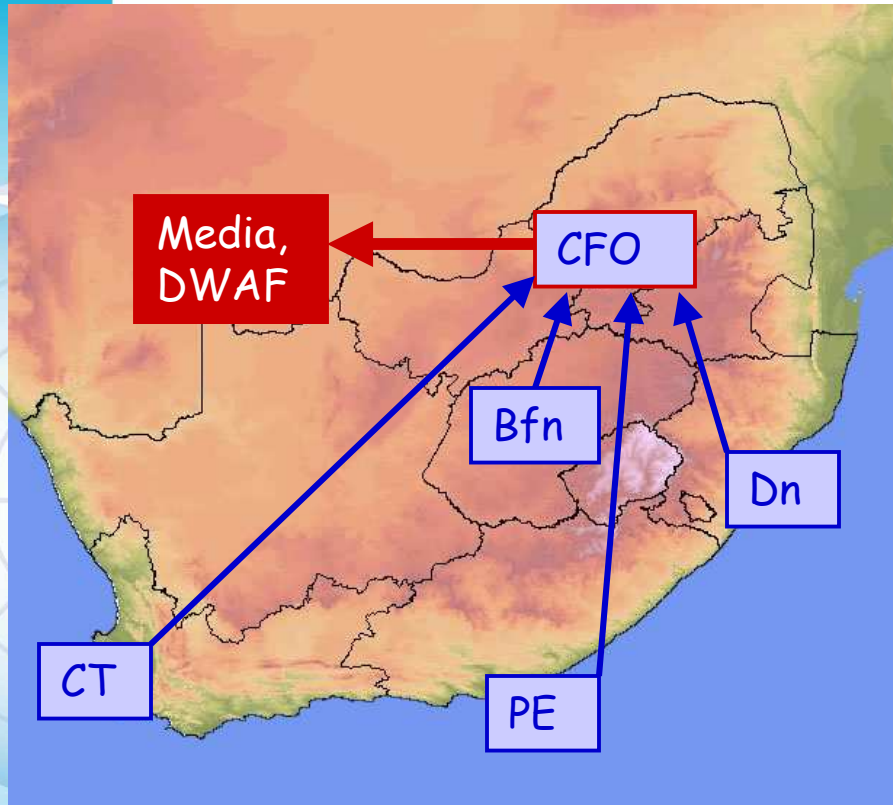 Media,
DWAF
CFO
Bfn
Dn
CT
PE